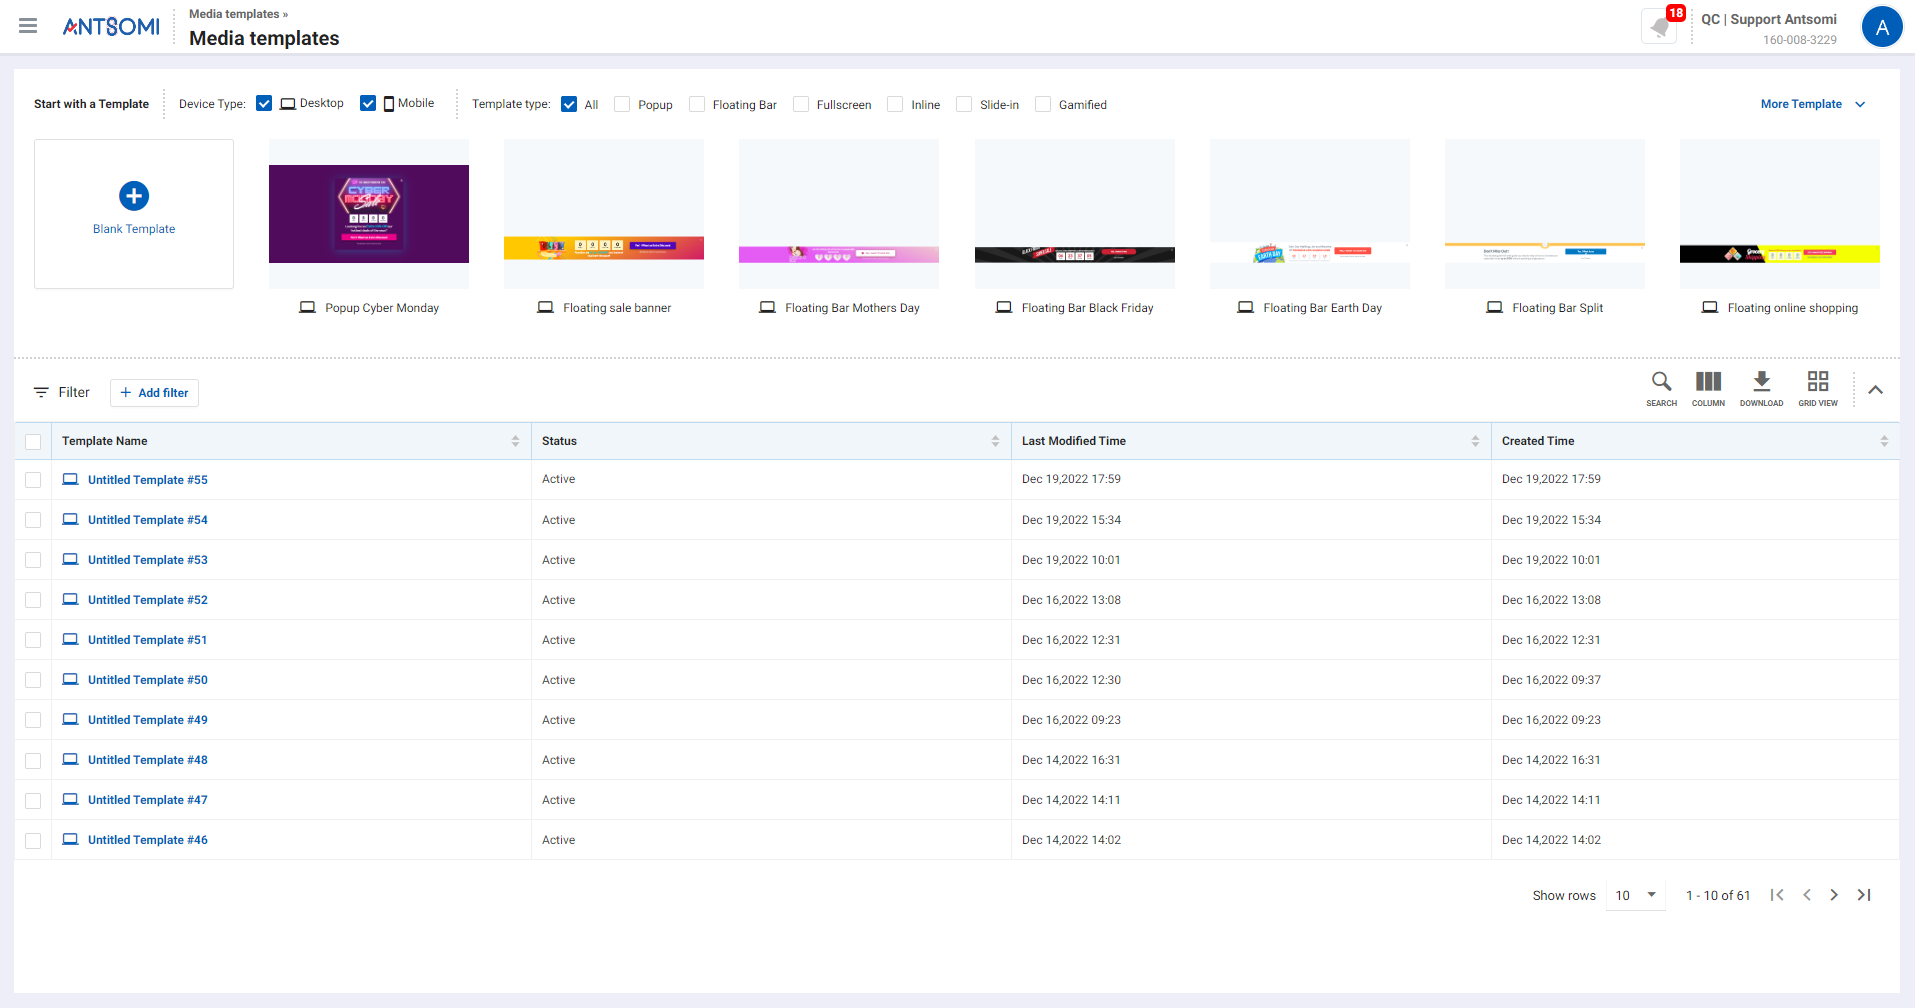 Media templates »
ANTSOMI
Media templates
18
QC | Support Antsomi
160-008-3229
A
Start with a Template
Device Type:
Desktop
Mobile
Template type:
All
Popup
Floating Bar
Fullscreen
Inline
Slide-in
Gamified
More Template
Blank Template
CYBER
MONDAY
EARTH DAY
Popup Cyber Monday
Floating sale banner
Floating Bar Mothers Day
Floating Bar Black Friday
Floating Bar Earth Day
Floating Bar Split
Floating online shopping
Filter
Add filter
SEARCH
COLUMN
DOWNLOAD
GRID VIEW
Template Name Status Last Modified Time Created Time
Untitled Template #55 Active Dec 19,2022 17:59 Dec 19,2022 17:59
Untitled Template #54 Active Dec 19,2022 15:34 Dec 19,2022 15:34
Untitled Template #53 Active Dec 19,2022 10:01 Dec 19,2022 10:01
Untitled Template #52 Active Dec 16,2022 13:08 Dec 16,2022 13:08
Untitled Template #51 Active Dec 16,2022 12:31 Dec 16,2022 12:31
Untitled Template #50 Active Dec 16,2022 12:30 Dec 16,2022 09:37
Untitled Template #49 Active Dec 16,2022 09:23 Dec 16,2022 09:23
Untitled Template #48 Active Dec 14,2022 16:31 Dec 14,2022 16:31
Untitled Template #47 Active Dec 14,2022 14:11 Dec 14,2022 14:11
Untitled Template #46 Active Dec 14,2022 14:02 Dec 14,2022 14:02
Show rows 10 1 - 10 of 61